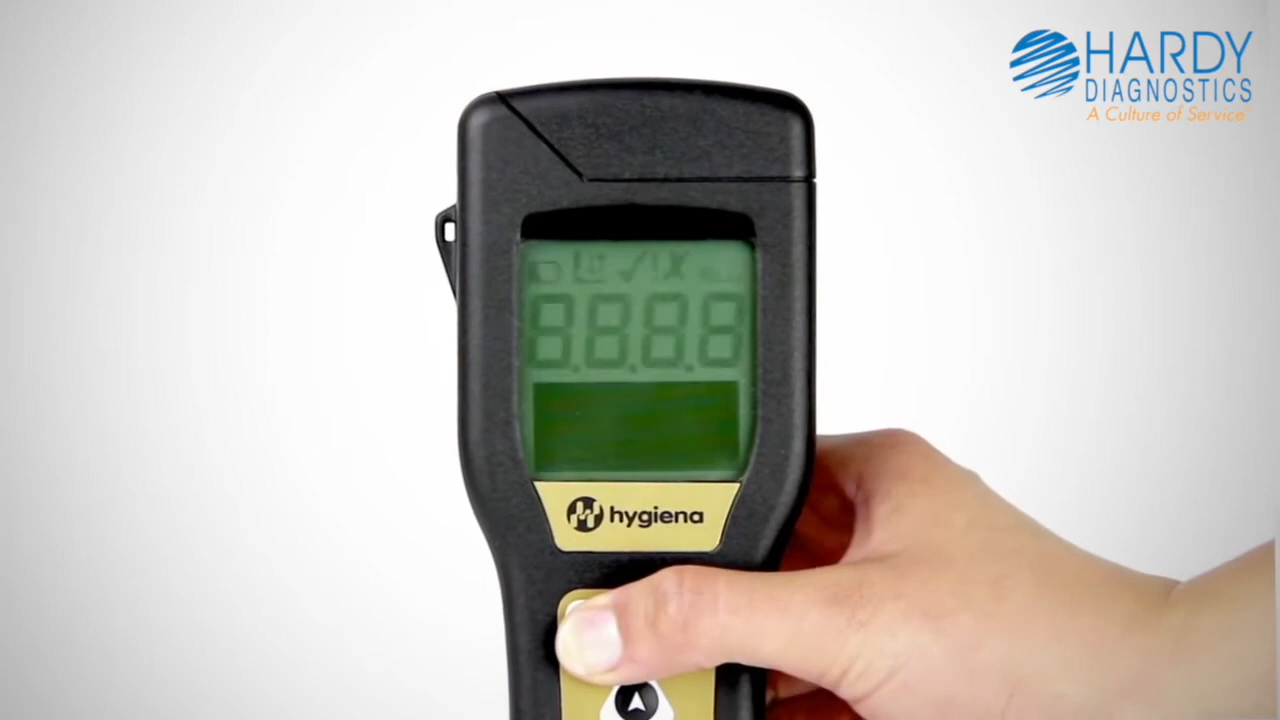 HARDY
DIAGNOSTICS
A Culture of Service
8.8.8.8
hygiena